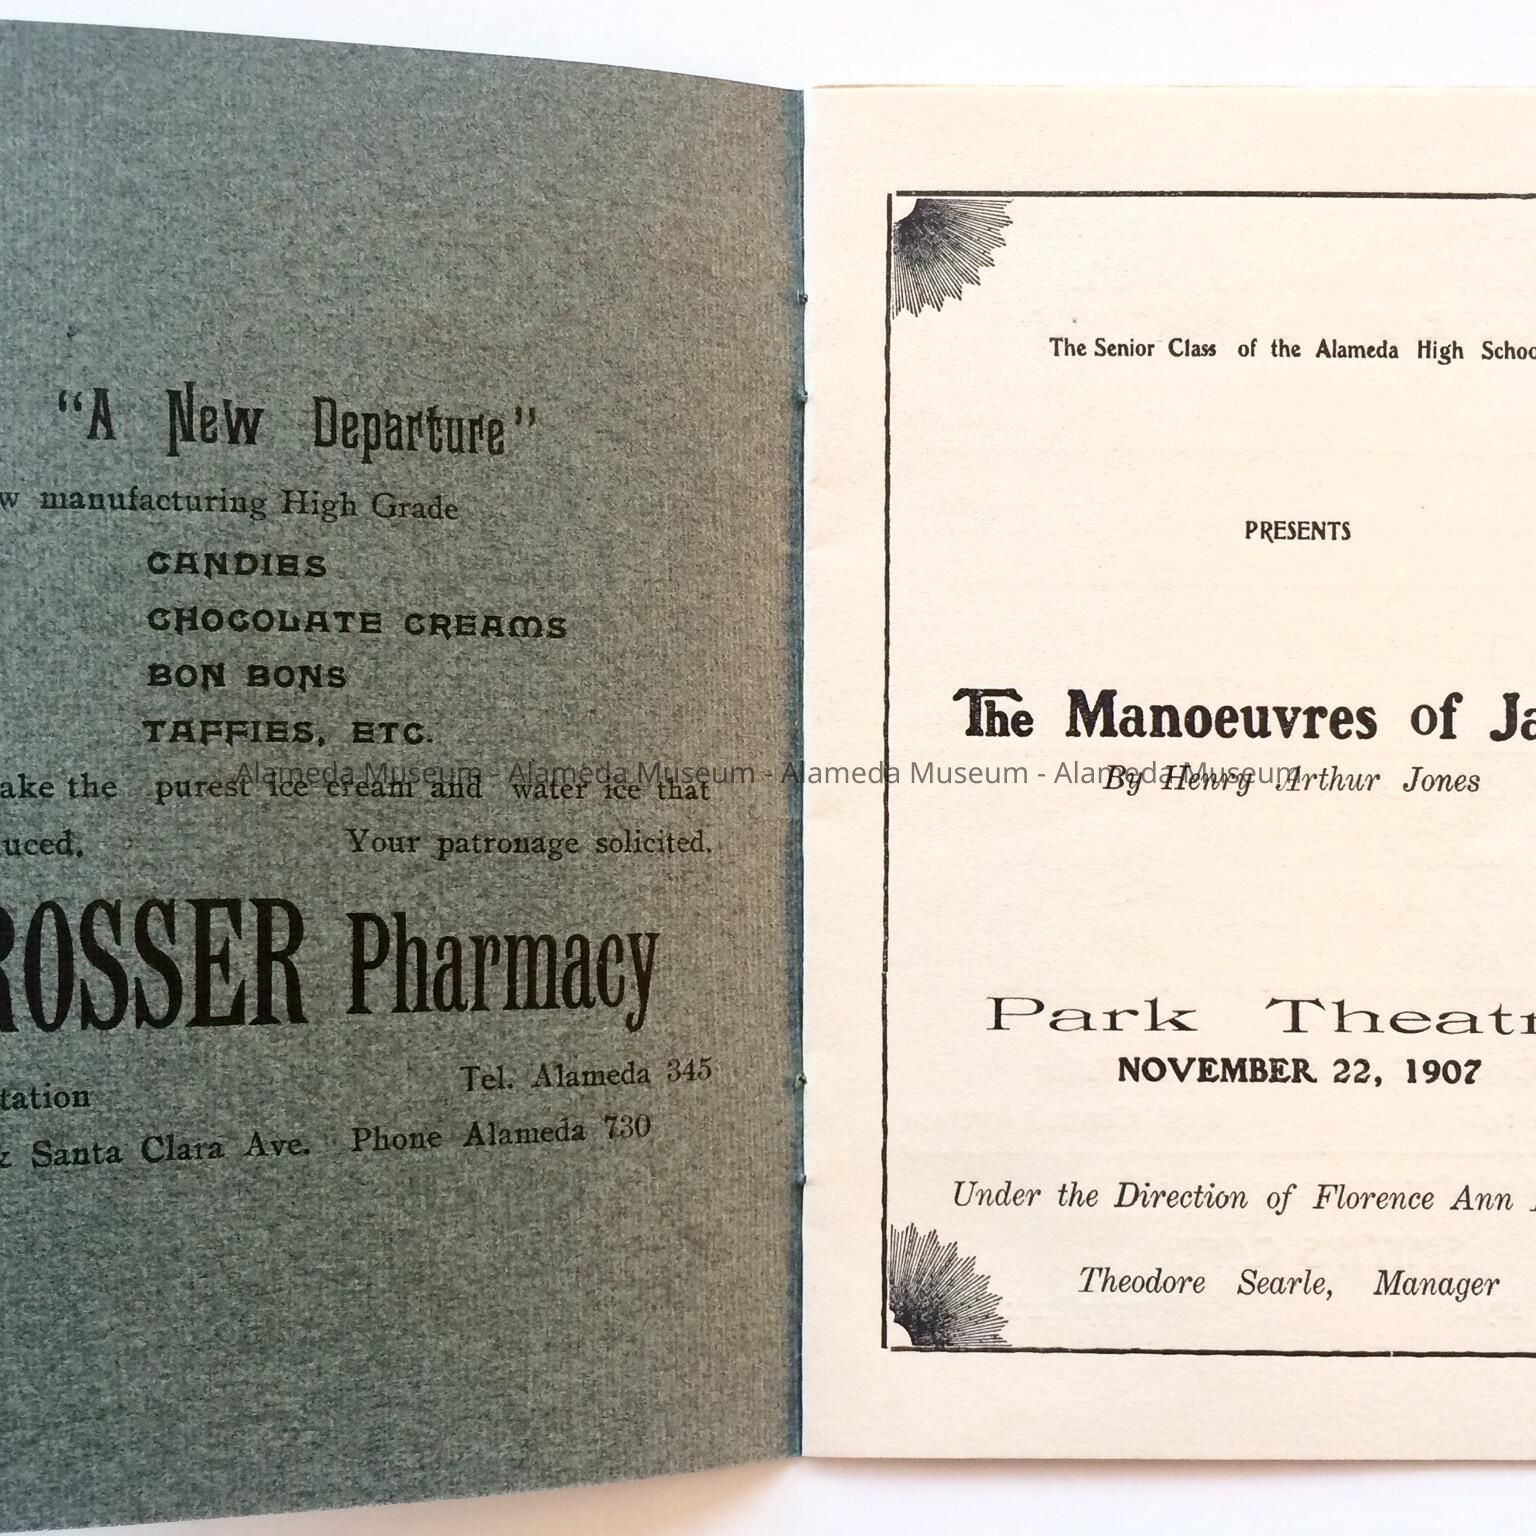 "A New Departure"
w manufacturing High Grade
CANDIES
CHOCOLATE CREAMS
BON BONS
TAFFIES, ETC.
ake the purest ice cream and water ice that
uced. Your patronage solicited.
ROSSER Pharmacy
tation Tel. Alameda 345
& Santa Clara Ave. Phone Alameda 730
The Senior Class of the Alameda High Schoo
PRESENTS
The Manoeuvres of Ja
By Henry Arthur Jones
Park Theatr
NOVEMBER 22, 1907
Under the Direction of Florence Ann
Theodore Searle, Manager
Alameda Museum - Alameda Museum - Alameda Museum - Alameda Museum